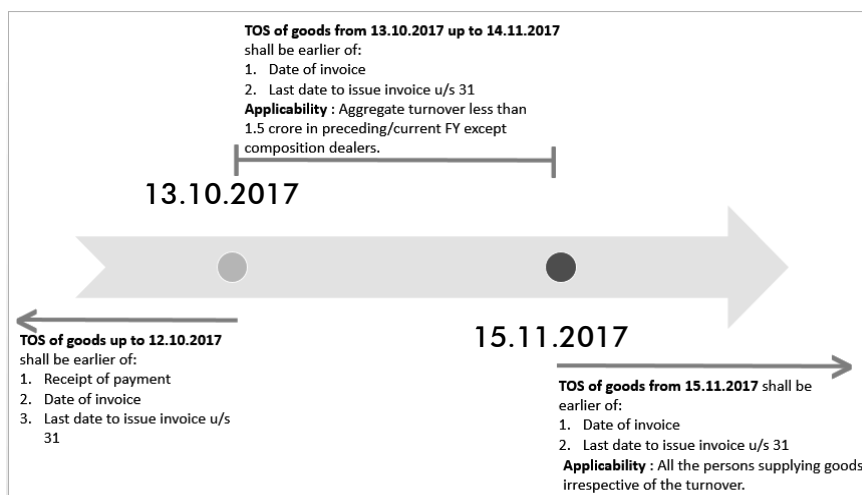 TOS of goods from 13.10.2017 up to 14.11.2017
shall be earlier of:
1. Date of invoice
2. Last date to issue invoice u/s 31
Applicability : Aggregate turnover less than
1.5 crore in preceding/current FY except
composition dealers.
13.10.2017
TOS of goods up to 12.10.2017
shall be earlier of:
1. Receipt of payment
2. Date of invoice
3. Last date to issue invoice u/s
31
15.11.2017
TOS of goods from 15.11.2017 shall be
earlier of:
1. Date of invoice
2. Last date to issue invoice u/s 31
Applicability : All the persons supplying goods
irrespective of the turnover.